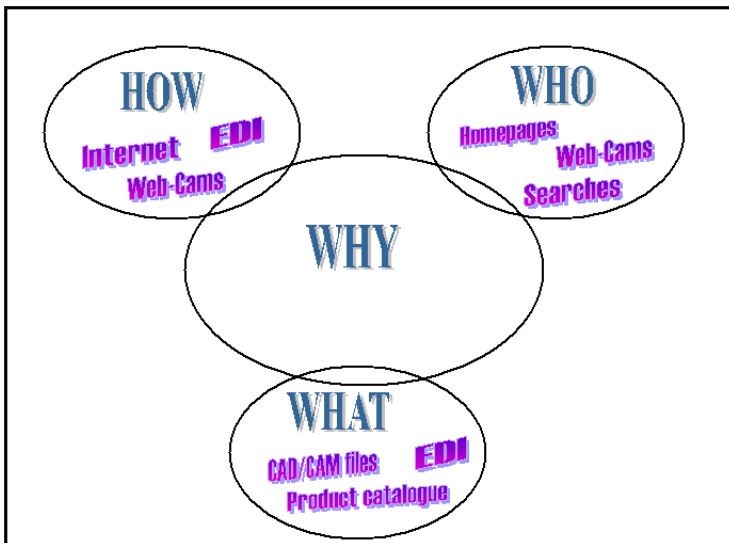 HOW
Internet EDI
Web-Cams
WHO
Homepages
Web-Cams
Searches
WHY
WHAT
CAD/CAM files EDI
Product catalogue